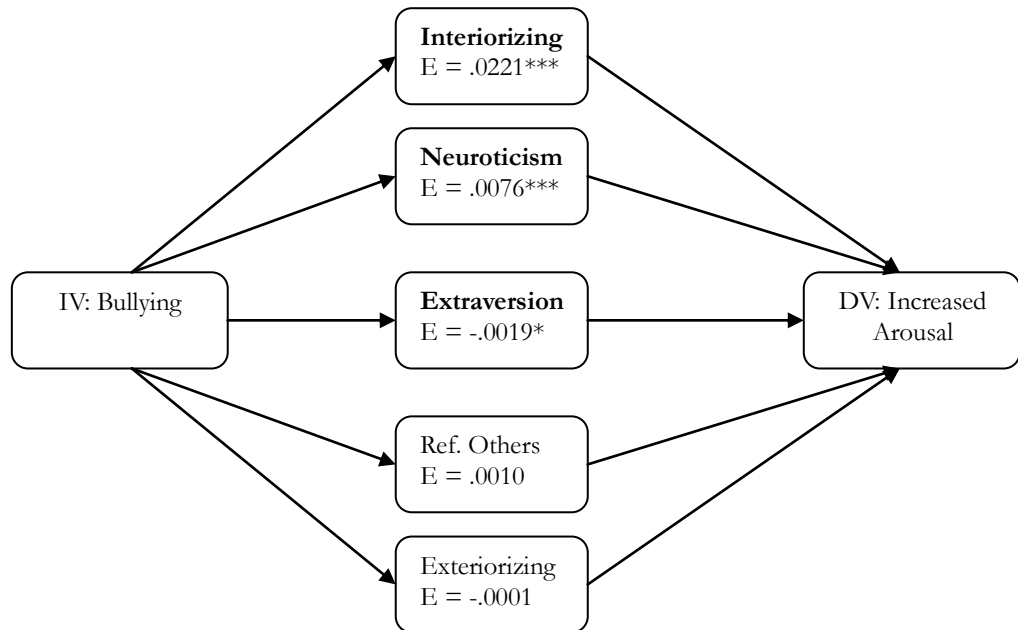 Interiorizing
E = .0221***
Neuroticism
E = .0076***
IV: Bullying
Extraversion
E = -.0019*
DV: Increased
Arousal
Ref. Others
E = .0010
Exteriorizing
E = -.0001